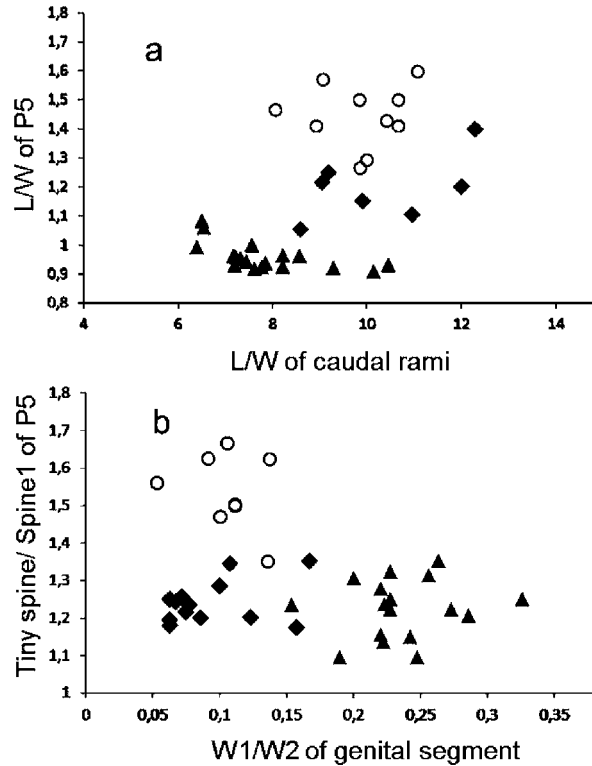 a
1,8
1,7
1,6
1,5
1,4
1,3
1,2
1,1
1
0,9
0,8
L/W of P5
4 6 8 10 12 14
L/W of caudal rami
b
1,8
1,7
1,6
1,5
1,4
1,3
1,2
1,1
1
Tiny spine/ Spine1 of P5
0 0,05 0,1 0,15 0,2 0,25 0,3 0,35
W1/W2 of genital segment